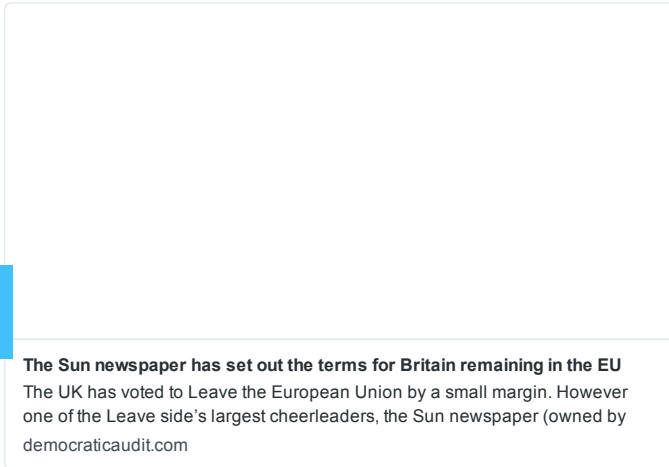 The Sun newspaper has set out the terms for Britain remaining in the EU
The UK has voted to Leave the European Union by a small margin. However
one of the Leave side’s largest cheerleaders, the Sun newspaper (owned by
democraticaudit.com